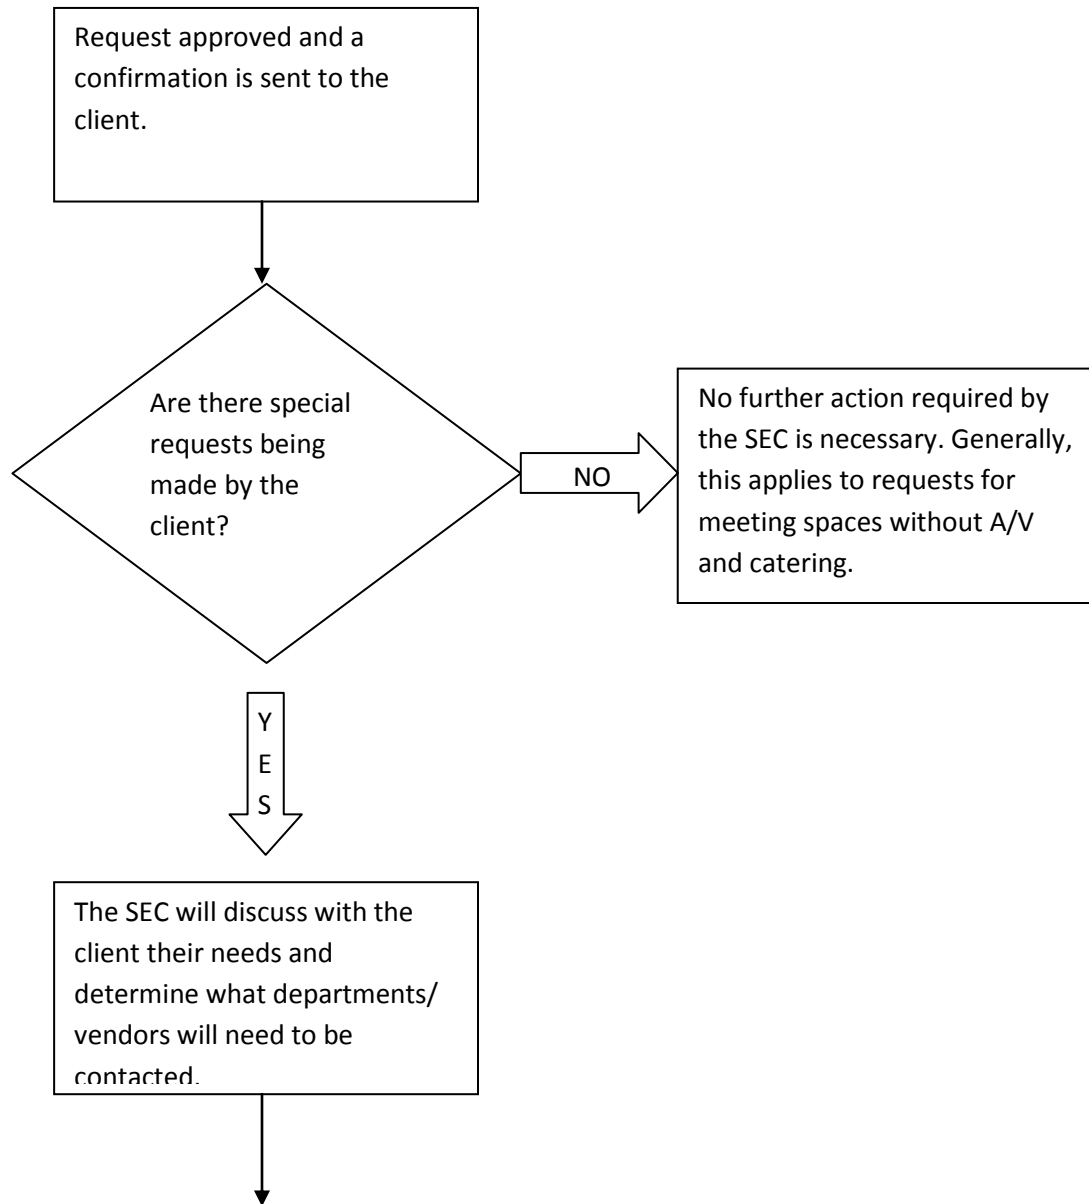 Request approved and a
confirmation is sent to the
client.
Are there special
requests being
made by the
client?
NO
No further action required by
the SEC is necessary. Generally,
this applies to requests for
meeting spaces without A/V
and catering.
Y
E
S
The SEC will discuss with the
client their needs and
determine what departments/
vendors will need to be
contacted.